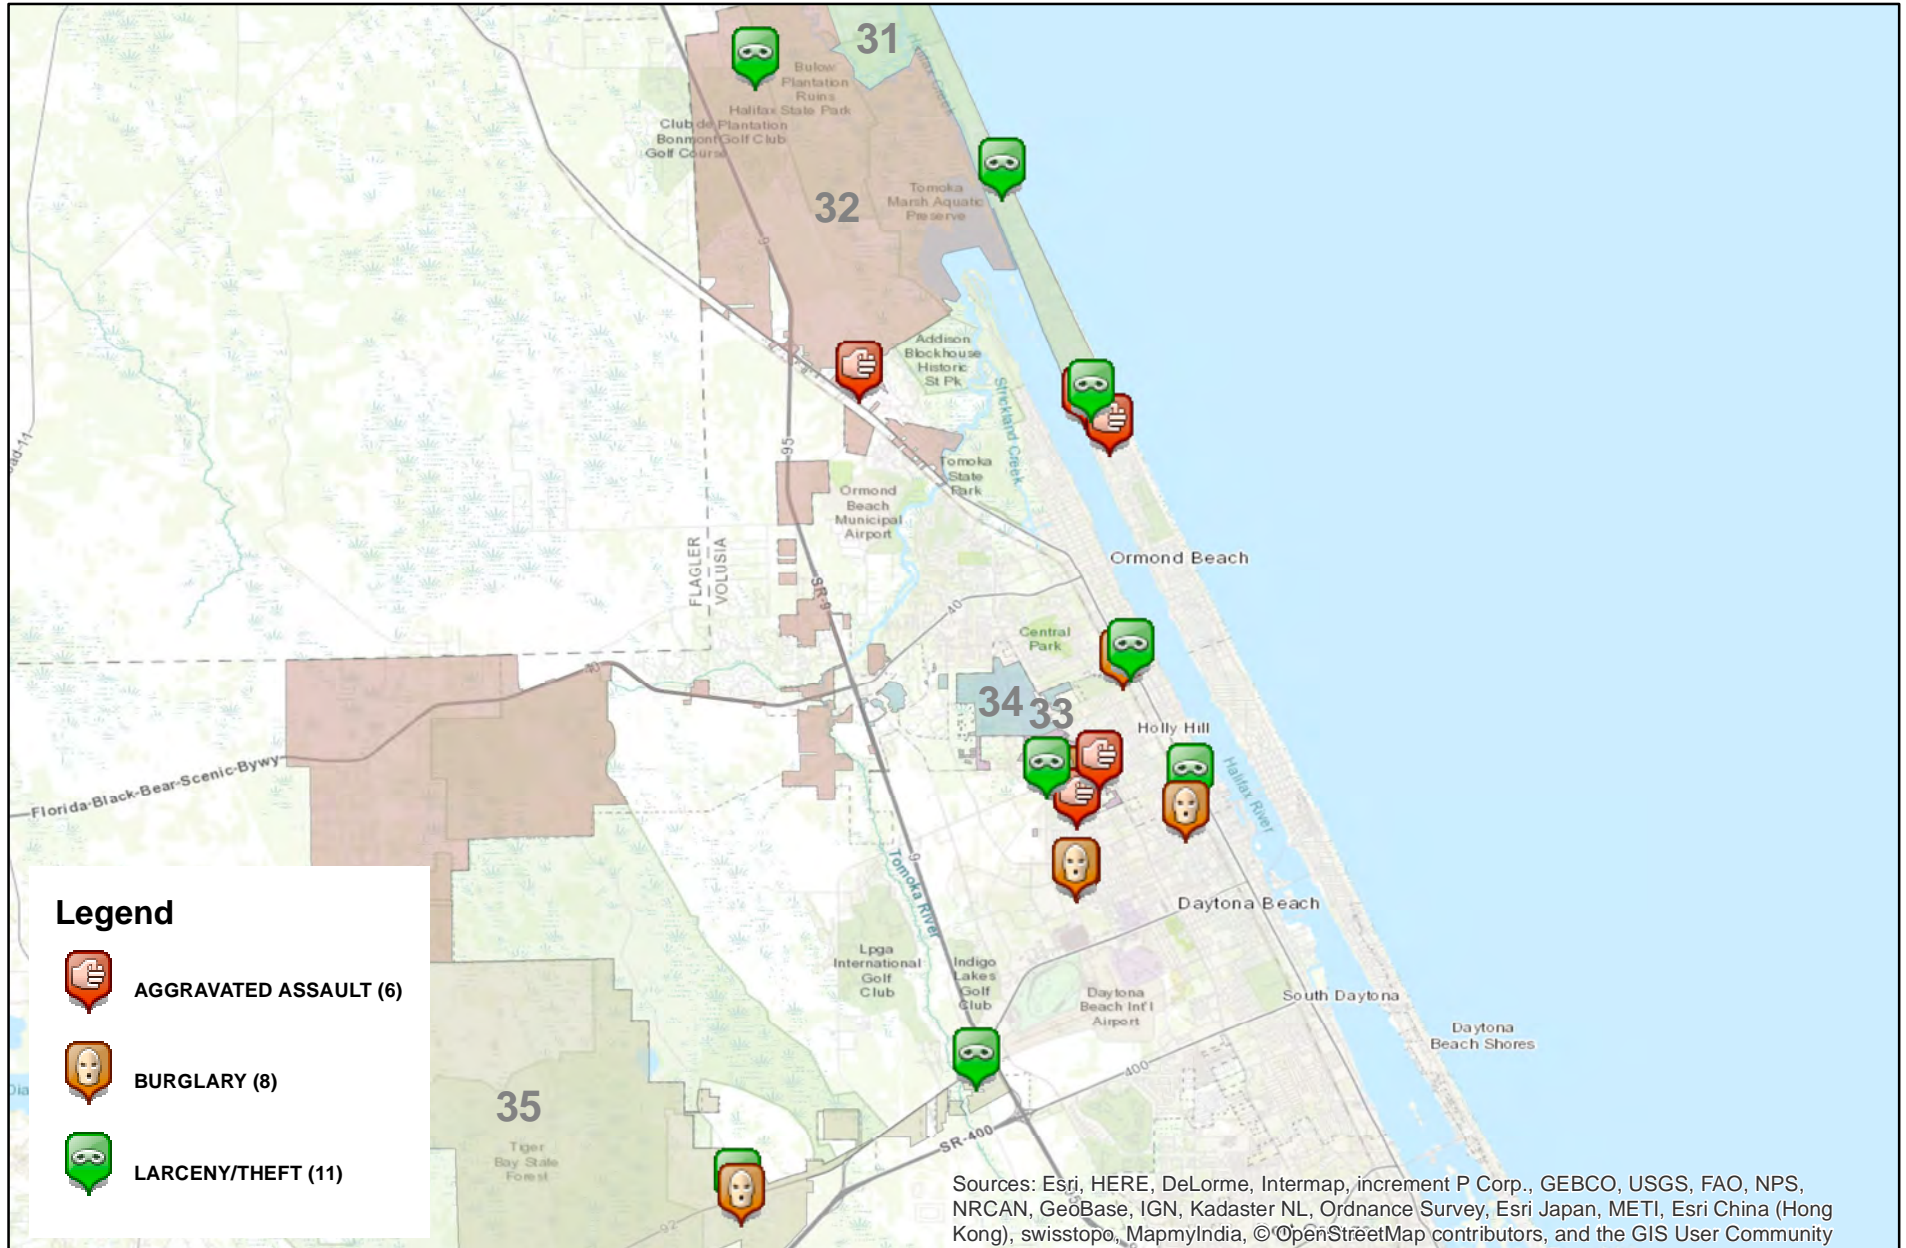 31
Halifax Creek
Bulow
Plantation
Ruins
Halifax State Park
Club de Plantation
Bonmont Golf Club
Golf Course
32
Tomoka
Marsh Aquatic
Preserve
Addison
Blockhouse
Historic
St Pk
Strickland Creek
95
Tomoka
State
Park
Ormond
Beach
Municipal
Airport
FLAGLER
VOLUSIA
SR-9
Ormond Beach
40
Central
Park
40
34
33
Holly Hill
Halifax River
Florida-Black-Bear-Scenic-Bywy
9
Tomoka River
Daytona Beach
Lpga
International
Golf
Club
Indigo
Lakes
Golf
Club
Daytona
Beach Int'l
Airport
South Daytona
Daytona
Beach Shores
400
SR-400
35
Tiger
Bay State
Forest
92
Legend
AGGRAVATED ASSAULT (6)
BURGLARY (8)
LARCENY/THEFT (11)
Sources: Esri, HERE, DeLorme, Intermap, increment P Corp., GEBCO, USGS, FAO, NPS,
NRCAN, GeoBase, IGN, Kadaster NL, Ordnance Survey, Esri Japan, METI, Esri China (Hong
Kong), swisstopo, MapmyIndia, © OpenStreetMap contributors, and the GIS User Community